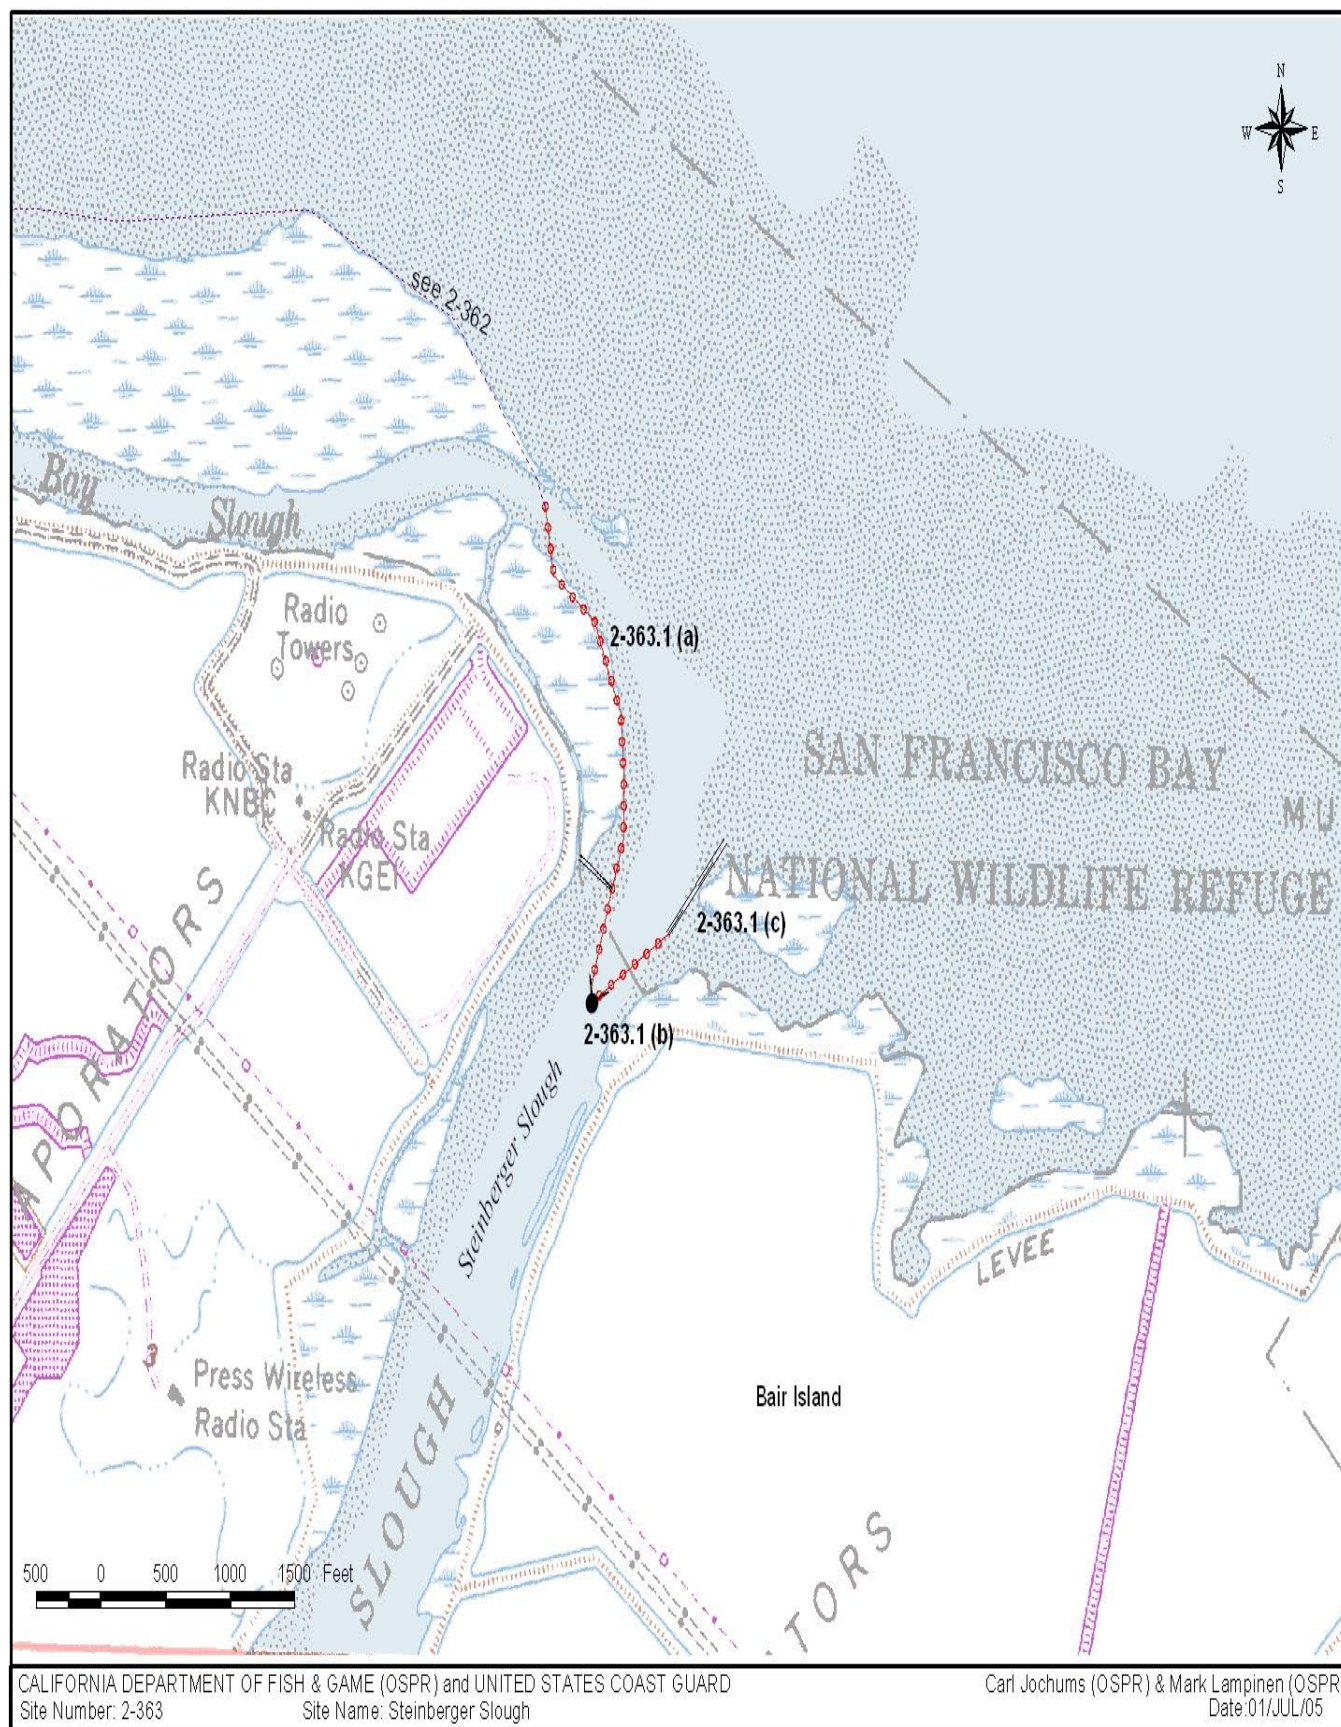 N
W E
S
see 2-362
Bay
Slough
Radio
Towers
2-363.1 (a)
Radio Sta
KNBC
SAN FRANCISCO BAY
MU
Radio Sta
KGEI
NATIONAL WILDLIFE REFUGE
2-363.1 (c)
2-363.1 (b)
APORATORS
Steinberger Slough
LEVEE
Press Wireless
Radio Sta
Bair Island
SLOUGH
TORS
500 0 500 1000 1500 Feet
CALIFORNIA DEPARTMENT OF FISH & GAME (OSPR) and UNITED STATES COAST GUARD
Carl Jochums (OSPR) & Mark Lampinen (OSPR
Site Number: 2-363 Site Name: Steinberger Slough
Date:01/JUL/05